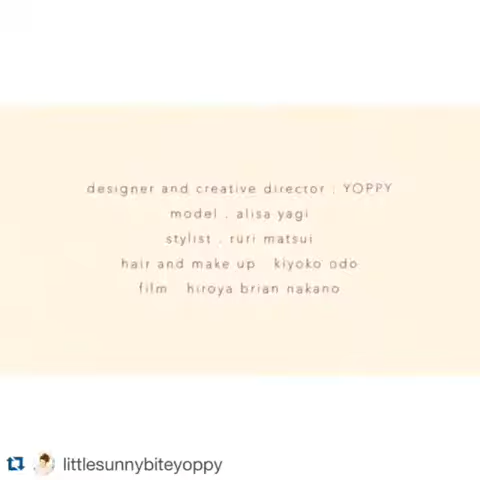 designer and creative director . YOPPY
model . alisa yagi
stylist . ruri matsui
hair and make up kiyoko odo
film hiroya brian nakano
littlesunnybiteyoppy